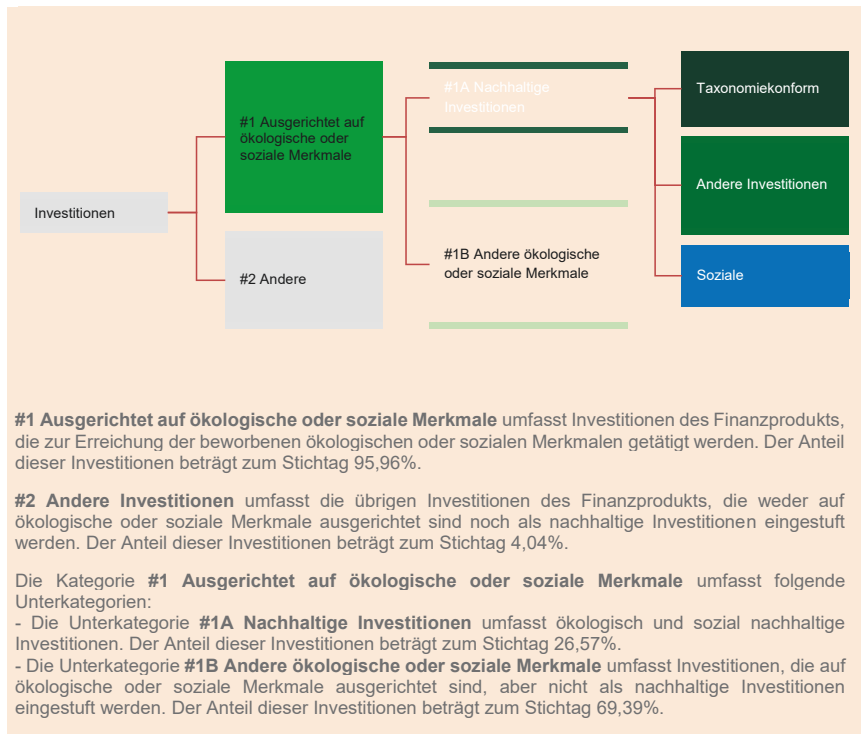 Investitionen
#1 Ausgerichtet auf
ökologische oder
soziale Merkmale
#2 Andere
#1A Nachhaltige
Investitionen
#1B Andere ökologische
oder soziale Merkmale
Taxonomiekonform
Andere Investitionen
Soziale
#1 Ausgerichtet auf ökologische oder soziale Merkmale umfasst Investitionen des Finanzprodukts,
die zur Erreichung der beworbenen ökologischen oder sozialen Merkmalen getätigt werden. Der Anteil
dieser Investitionen beträgt zum Stichtag 95,96%.
#2 Andere Investitionen umfasst die übrigen Investitionen des Finanzprodukts, die weder auf
ökologische oder soziale Merkmale ausgerichtet sind noch als nachhaltige Investitionen eingestuft
werden. Der Anteil dieser Investitionen beträgt zum Stichtag 4,04%.
Die Kategorie #1 Ausgerichtet auf ökologische oder soziale Merkmale umfasst folgende
Unterkategorien:
- Die Unterkategorie #1A Nachhaltige Investitionen umfasst ökologisch und sozial nachhaltige
Investitionen. Der Anteil dieser Investitionen beträgt zum Stichtag 26,57%.
- Die Unterkategorie #1B Andere ökologische oder soziale Merkmale umfasst Investitionen, die auf
ökologische oder soziale Merkmale ausgerichtet sind, aber nicht als nachhaltige Investitionen
eingestuft werden. Der Anteil dieser Investitionen beträgt zum Stichtag 69,39%.